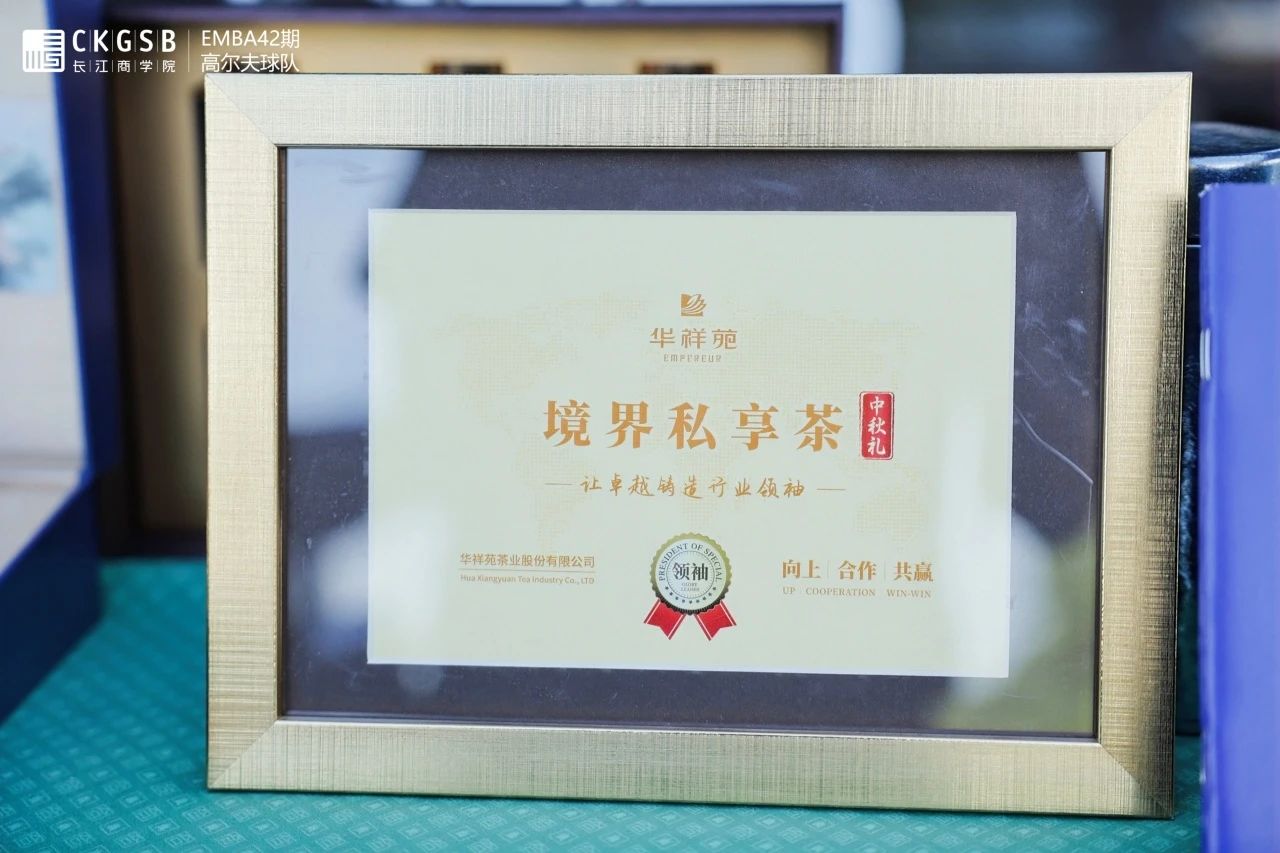 CKGSB
长江商学院
EMBA42期
高尔夫球队
华祥苑
EMPEREUR
境界私享茶
中秋礼
让卓越铸造行业领袖
华祥苑茶业股份有限公司
Hua Xiangyuan Tea Industry Co., LTD
PRESIDENT OF SPECIAL
领袖
GLORY
LEADER
向上 | 合作 | 共赢
UP COOPERATION WIN-WIN